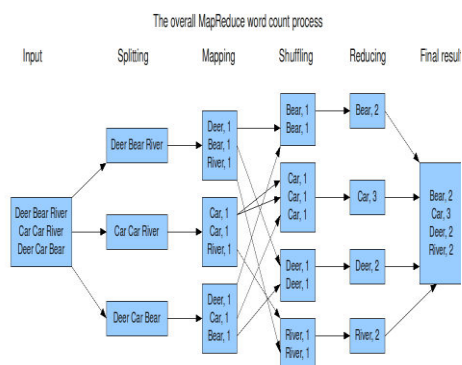 The overall MapReduce word count process
Input
Splitting
Mapping
Shuffling
Reducing
Final result
Deer Bear River
Car Car River
Deer Car Bear
Deer Bear River
Car Car River
Deer Car Bear
Deer, 1
Bear, 1
River, 1
Car, 1
Car, 1
River, 1
Deer, 1
Car, 1
Bear, 1
Bear, 1
Bear, 1
Car, 1
Car, 1
Car, 1
Deer, 1
Deer, 1
River, 1
River, 1
Bear, 2
Car, 3
Deer, 2
River, 2
Bear, 2
Car, 3
Deer, 2
River, 2